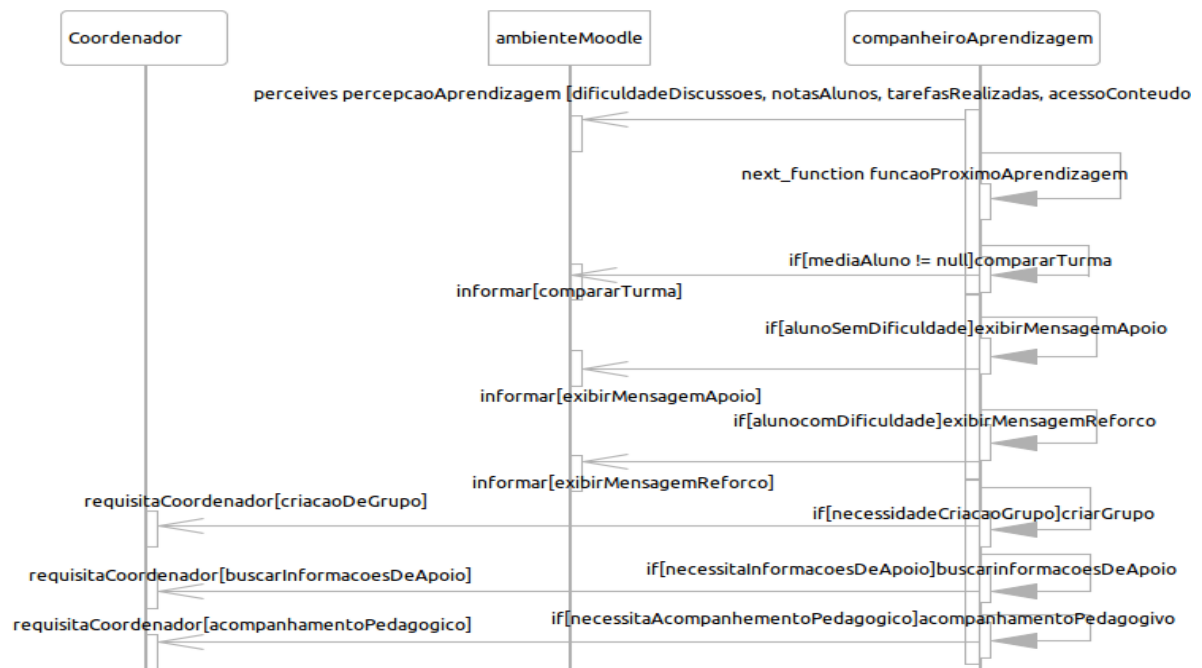 Coordenador
ambienteMoodle
companheiroAprendizagem
perceives percepcaoAprendizagem [dificuldadeDiscussoes, notasAlunos, tarefasRealizadas, acessoConteudo
next_function funcaoProximoAprendizagem
if[mediaAluno != null]compararTurma
informar[compararTurma]
if[alunoSemDificuldade]exibirMensagemApoio
informar[exibirMensagemApoio]
if[alunocomDificuldade]exibirMensagemReforco
informar[exibirMensagemReforco]
requisitaCoordenador[criacaoDeGrupo]
if[necessidadeCriacaoGrupo]criarGrupo
requisitaCoordenador[buscarInformacoesDeApoio]
if[necessitaInformacoesDeApoio]buscarinformacoesDeApoio
requisitaCoordenador[acompanhamentoPedagogico]
if[necessitaAcompanhementoPedagogico]acompanhamentoPedagogivo